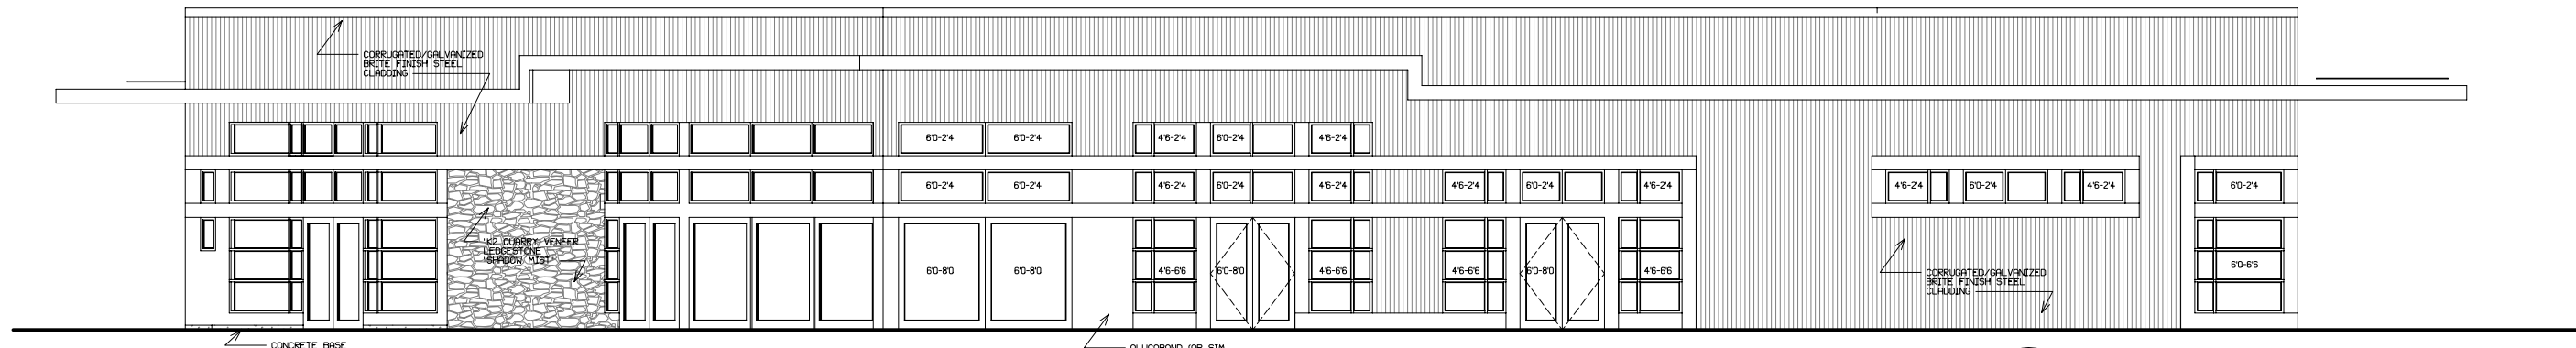 CORRUGATED/GALVANIZED
BRITE FINISH STEEL
CLADDING
6'0-2'4 6'0-2'4 4'6-2'4 6'0-2'4 4'6-2'4
6'0-2'4 6'0-2'4 4'6-2'4 6'0-2'4 4'6-2'4 4'6-2'4 6'0-2'4 4'6-2'4 4'6-2'4 6'0-2'4 4'6-2'4 6'0-2'4
K2 QUARRY VENEER
LEDGESTONE
"SHADOW MIST"
6'0-8'0 6'0-8'0 4'6-6'6 6'0-8'0 4'6-6'6 4'6-6'6 6'0-8'0 4'6-6'6 6'0-6'6
CORRUGATED/GALVANIZED
BRITE FINISH STEEL
CLADDING
CONCRETE BASE